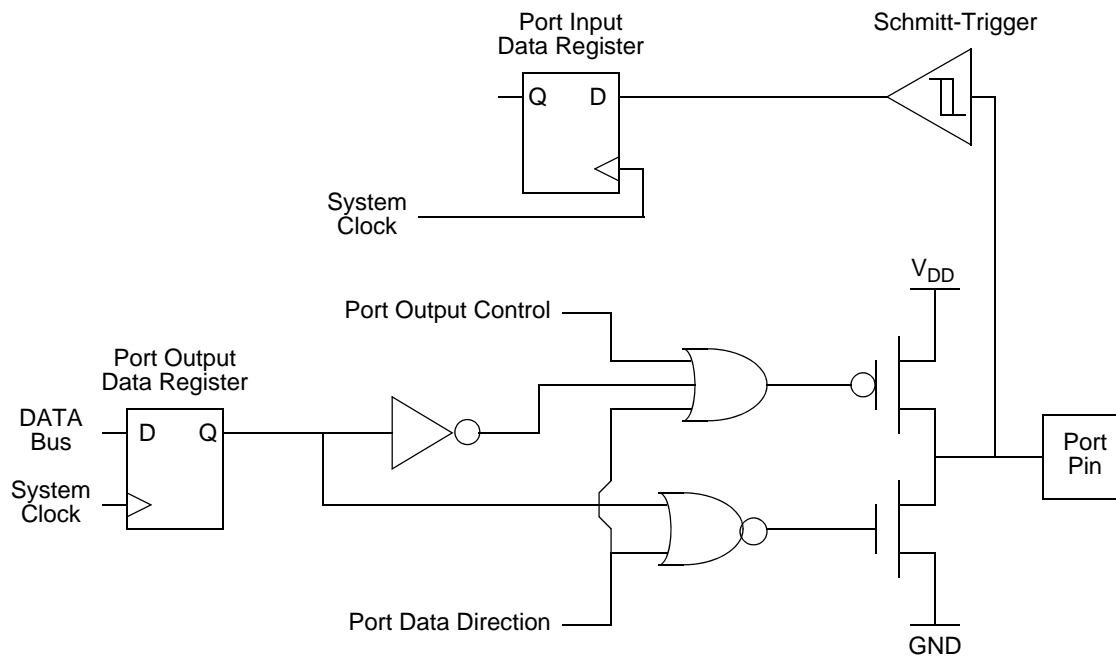 Port Input
Data Register
Schmitt-Trigger
Q D
System
Clock
VDD
Port Output Control
Port Output
Data Register
DATA
Bus
D Q
System
Clock
Port
Pin
Port Data Direction
GND